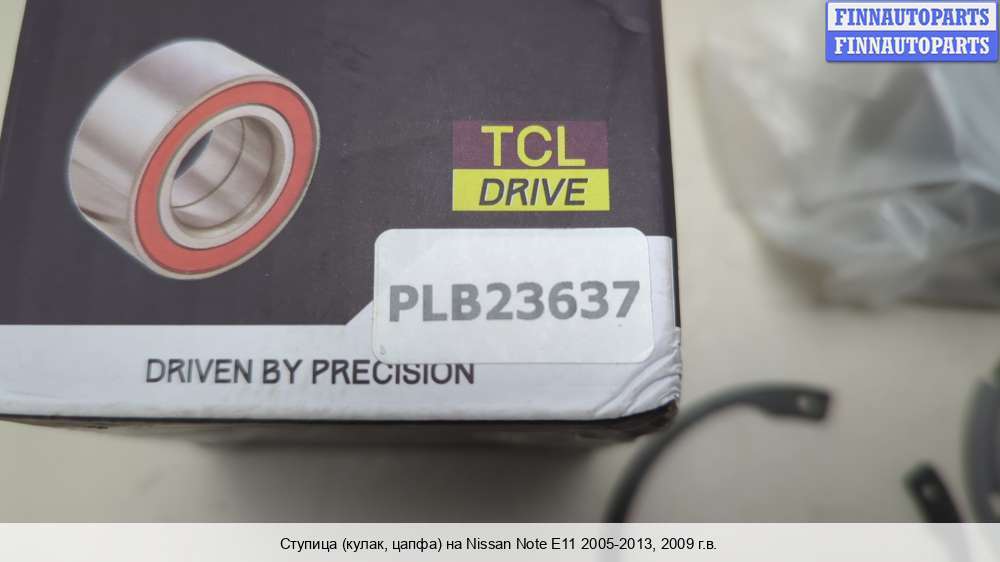 FINNAUTOPARTS
FINNAUTOPARTS
TCL
DRIVE
PLB23637
DRIVEN BY PRECISION
Ступица (кулак, цапфа) на Nissan Note E11 2005-2013, 2009 г.в.